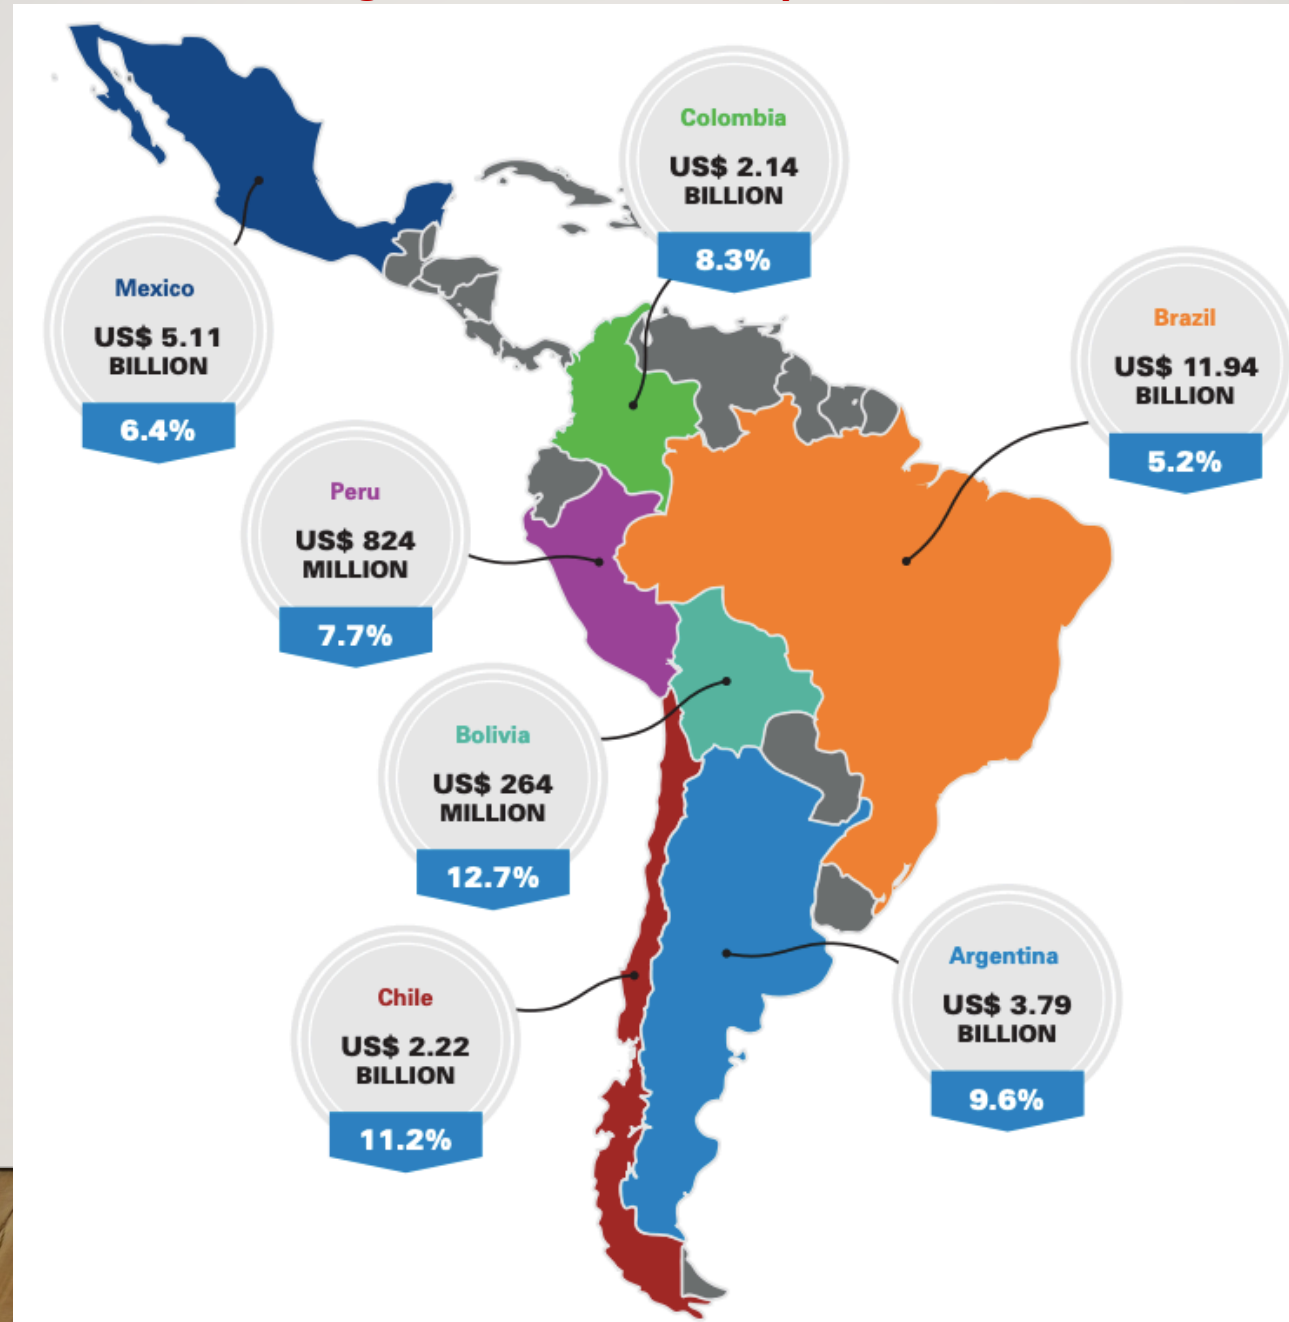 Colombia
US$ 2.14
BILLION
8.3%
Mexico
US$ 5.11
BILLION
6.4%
Brazil
US$ 11.94
BILLION
5.2%
Peru
US$ 824
MILLION
7.7%
Bolivia
US$ 264
MILLION
12.7%
Argentina
US$ 3.79
BILLION
9.6%
Chile
US$ 2.22
BILLION
11.2%